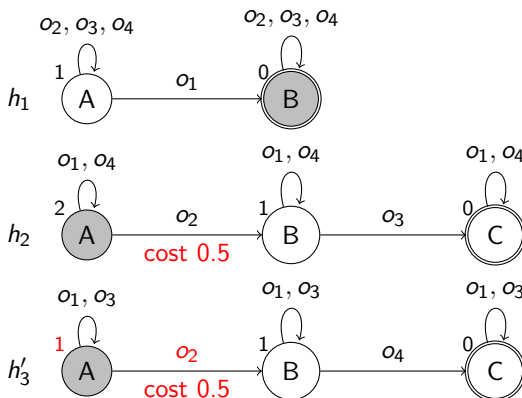 o₂, o₃, o₄ o₂, o₃, o₄
1 0
h₁ A o₁ B
o₁, o₄ o₁, o₄ o₁, o₄
2 1 0
h₂ A o₂ B o₃ C
cost 0.5
o₁, o₃ o₁, o₃ o₁, o₃
1 1 0
h′₃ A o₂ B o₄ C
cost 0.5